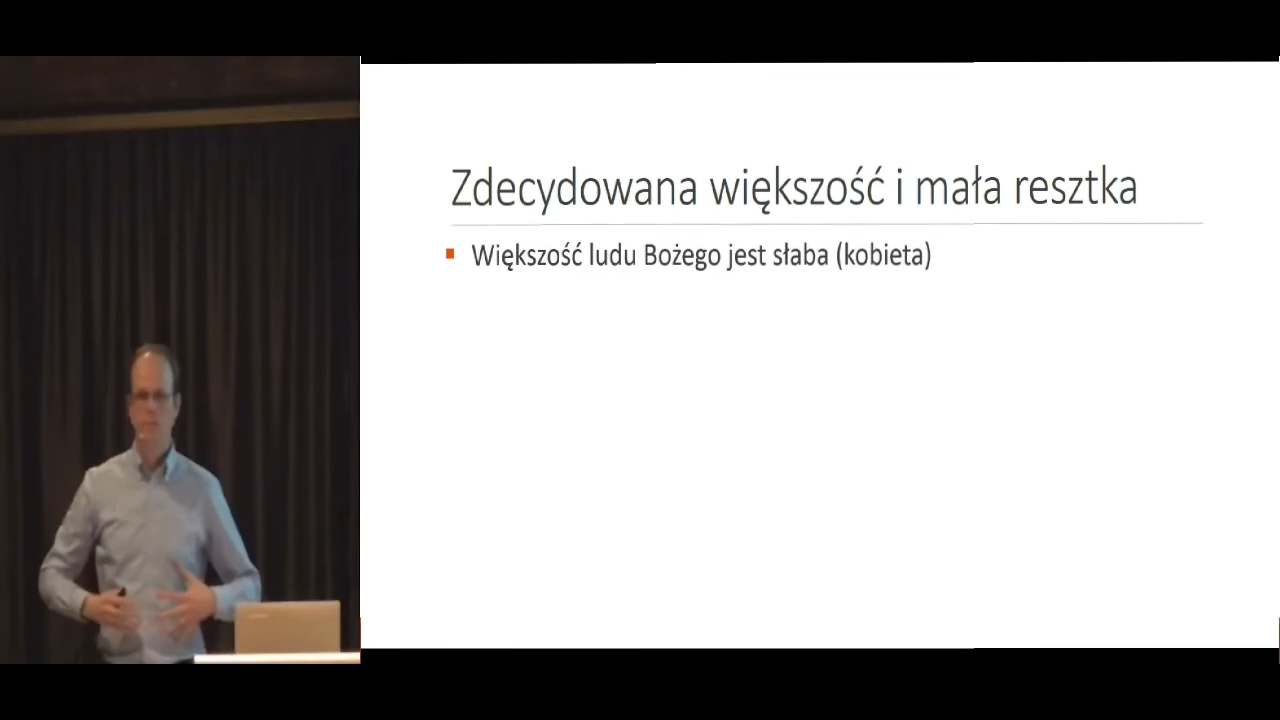 Zdecydowana większość i mała resztka
Większość ludu Bożego jest słaba (kobieta)